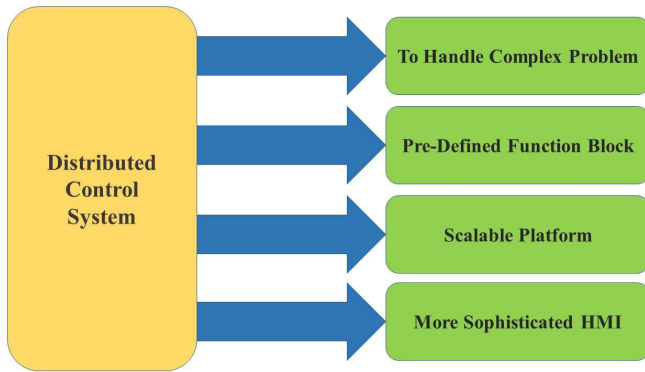 Distributed
Control
System
To Handle Complex Problem
Pre-Defined Function Block
Scalable Platform
More Sophisticated HMI